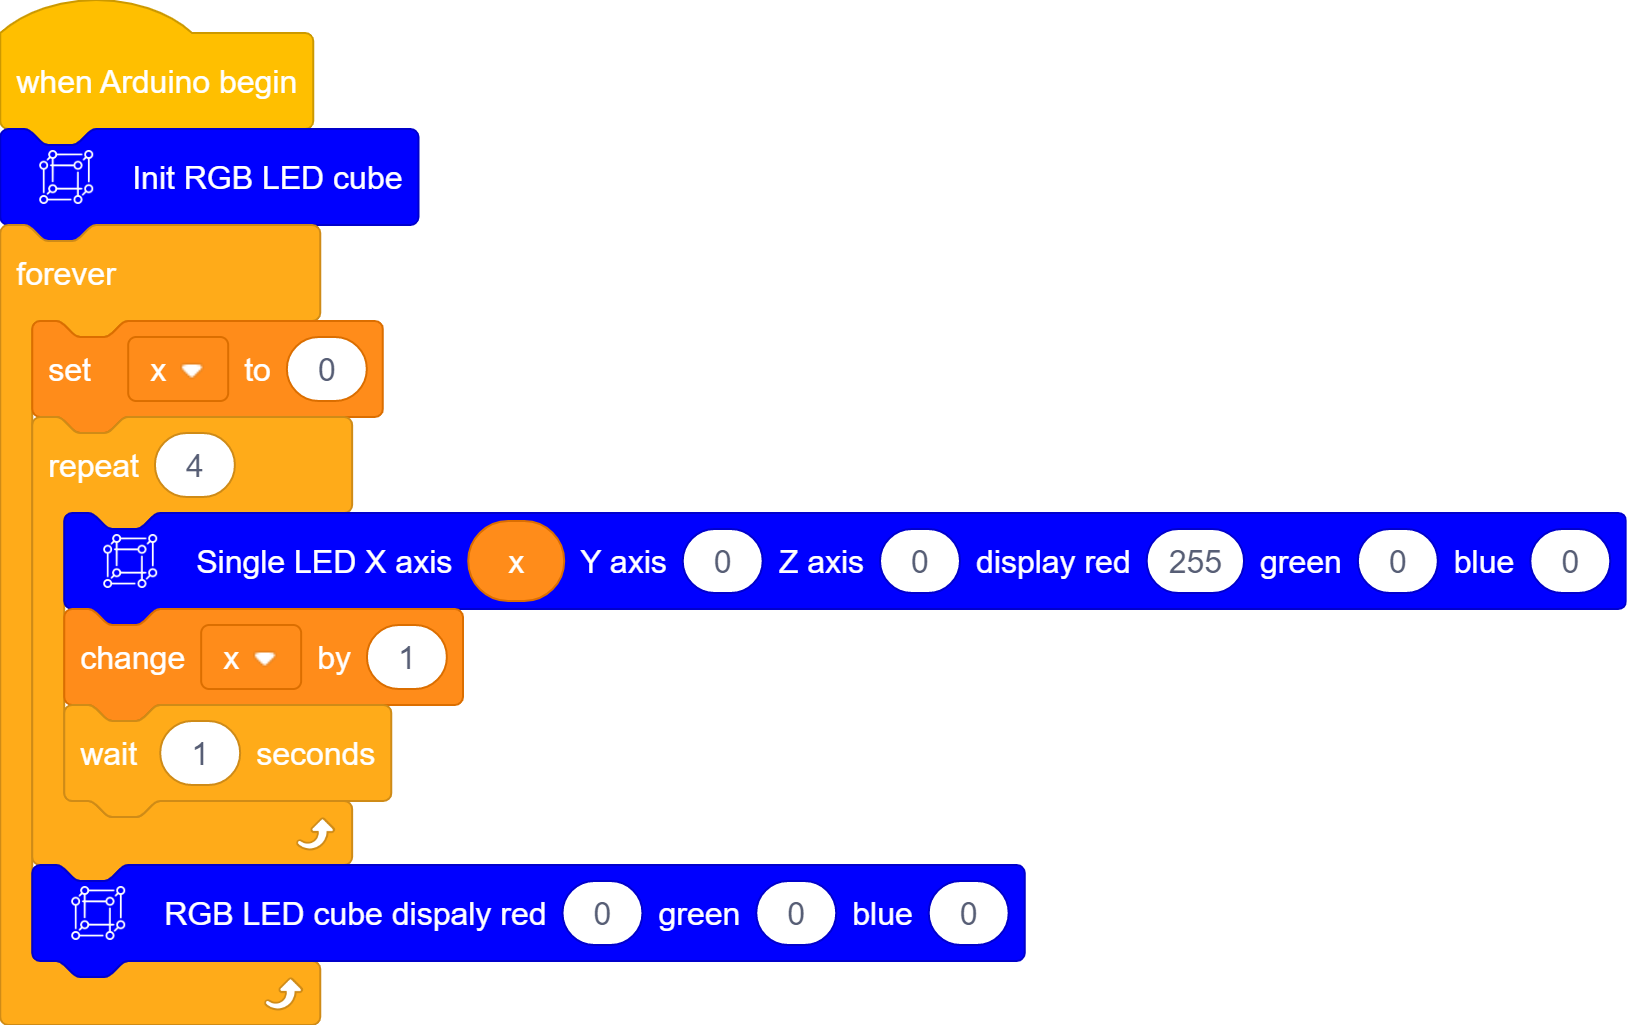 when Arduino begin
Init RGB LED cube
forever
set x to 0
repeat 4
Single LED X axis x Y axis 0 Z axis 0 display red 255 green 0 blue 0
change x by 1
wait 1 seconds
RGB LED cube dispaly red 0 green 0 blue 0